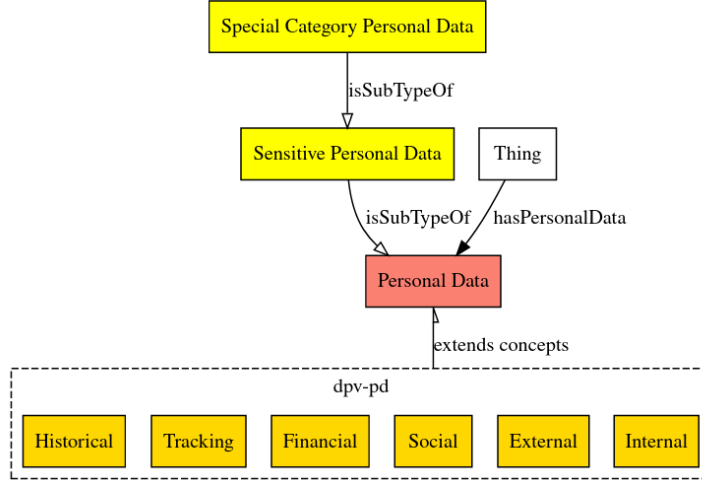 Special Category Personal Data
isSubTypeOf
Sensitive Personal Data
Thing
isSubTypeOf
hasPersonalData
Personal Data
extends concepts
dpv-pd
Historical
Tracking
Financial
Social
External
Internal